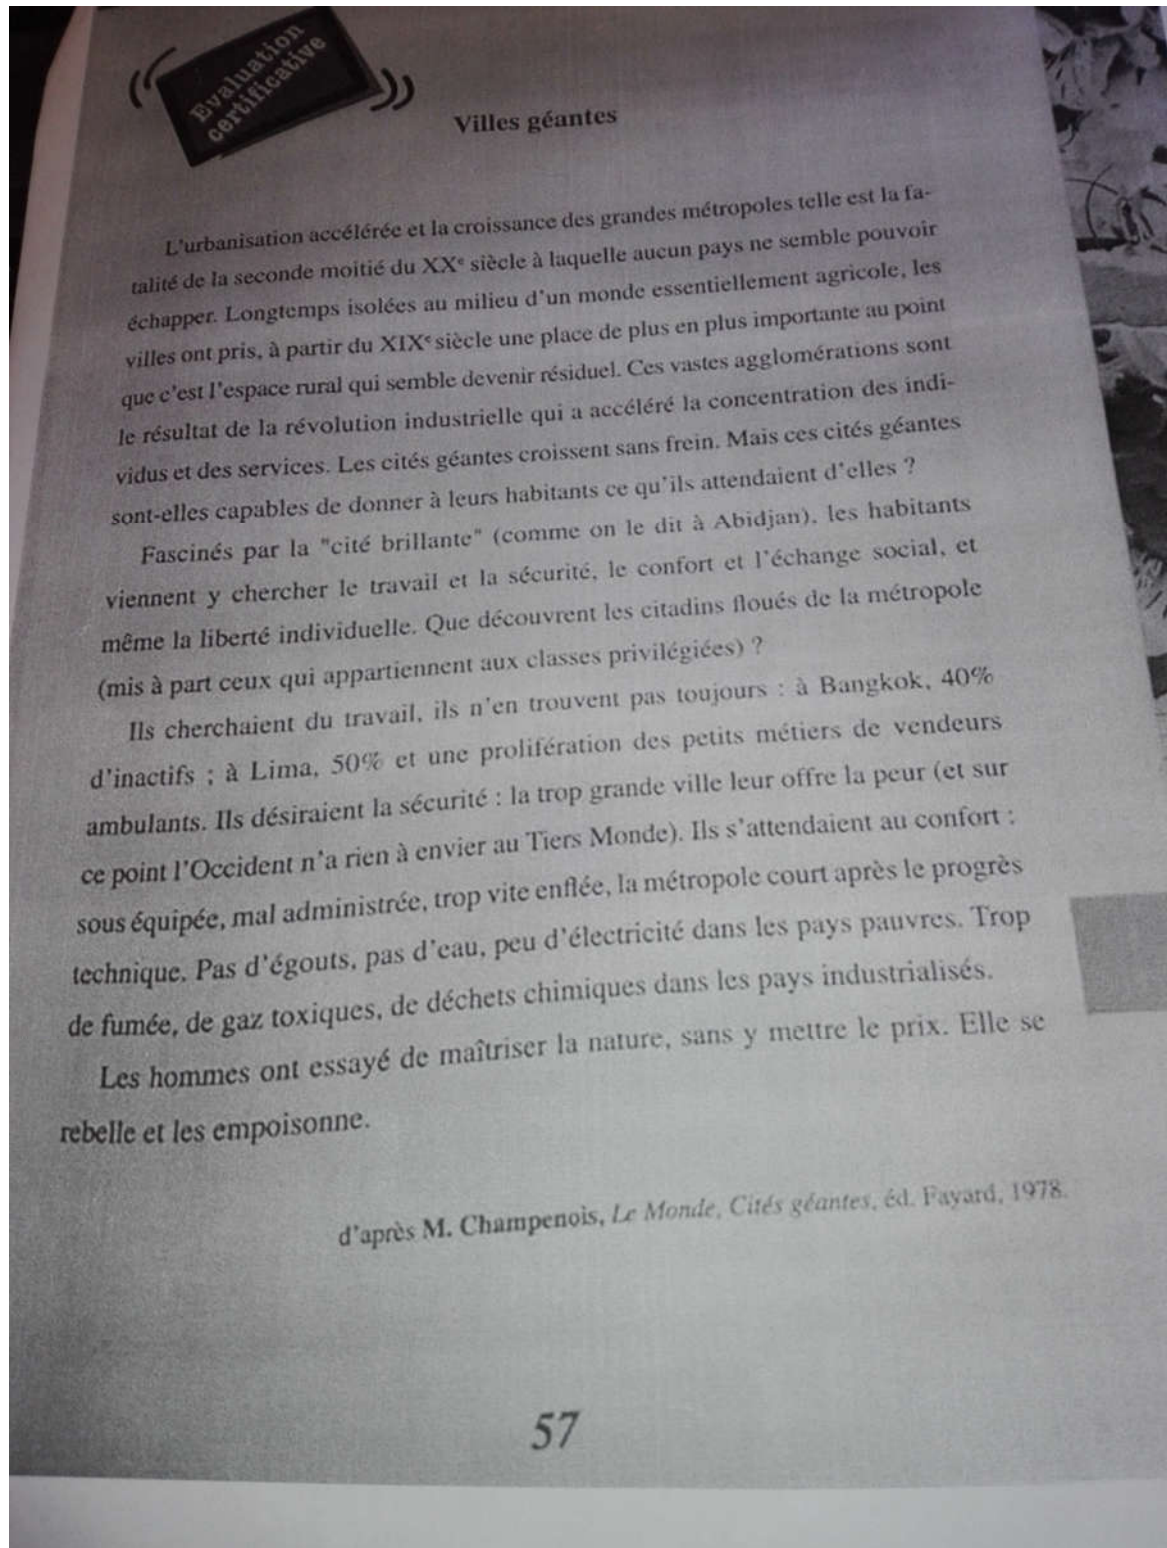 Evaluation
certificative
Villes géantes
L'urbanisation accélérée et la croissance des grandes métropoles telle est la fa-
talité de la seconde moitié du XXe siècle à laquelle aucun pays ne semble pouvoir
échapper. Longtemps isolées au milieu d'un monde essentiellement agricole, les
villes ont pris, à partir du XIXe siècle une place de plus en plus importante au point
que c'est l'espace rural qui semble devenir résiduel. Ces vastes agglomérations sont
le résultat de la révolution industrielle qui a accéléré la concentration des indi-
vidus et des services. Les cités géantes croissent sans frein. Mais ces cités géantes
sont-elles capables de donner à leurs habitants ce qu'ils attendaient d'elles ?
Fascinés par la "cité brillante" (comme on le dit à Abidjan), les habitants
viennent y chercher le travail et la sécurité, le confort et l'échange social, et
même la liberté individuelle. Que découvrent les citadins floués de la métropole
(mis à part ceux qui appartiennent aux classes privilégiées) ?
Ils cherchaient du travail, ils n'en trouvent pas toujours : à Bangkok, 40%
d'inactifs ; à Lima, 50% et une prolifération des petits métiers de vendeurs
ambulants. Ils désiraient la sécurité : la trop grande ville leur offre la peur (et sur
ce point l'Occident n'a rien à envier au Tiers Monde). Ils s'attendaient au confort :
sous équipée, mal administrée, trop vite enflée, la métropole court après le progrès
technique. Pas d'égouts, pas d'eau, peu d'électricité dans les pays pauvres. Trop
de fumée, de gaz toxiques, de déchets chimiques dans les pays industrialisés.
Les hommes ont essayé de maîtriser la nature, sans y mettre le prix. Elle se
rebelle et les empoisonne.
d'après M. Champenois, Le Monde, Cités géantes, éd. Fayard, 1978.
57